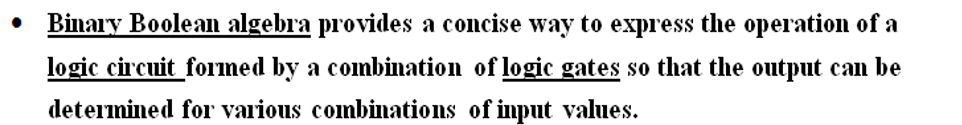 • Binary Boolean algebra provides a concise way to express the operation of a
logic circuit formed by a combination of logic gates so that the output can be
determined for various combinations of input values.